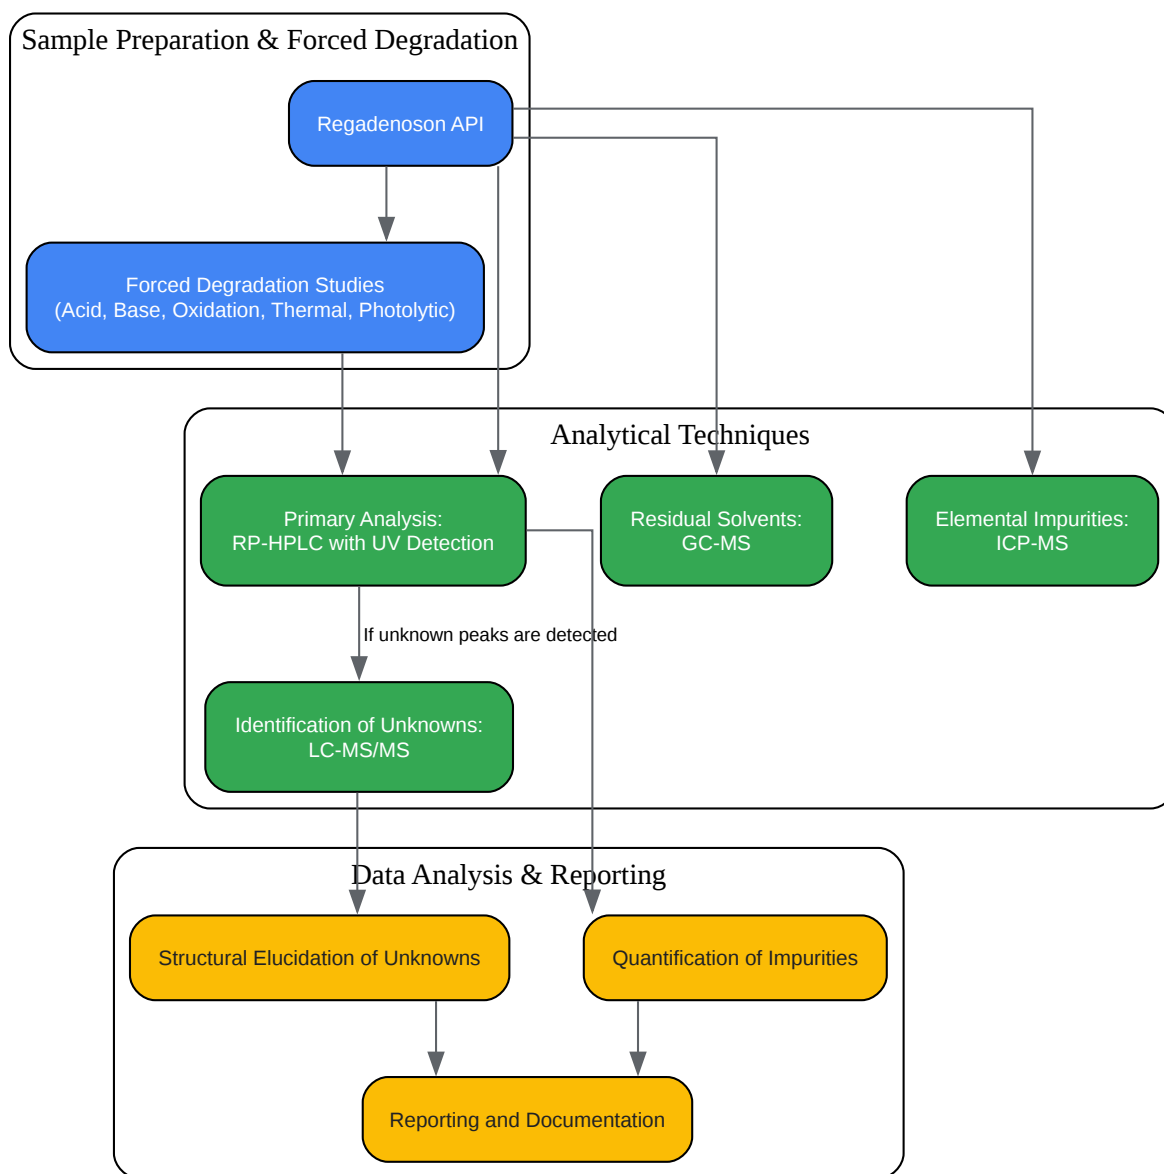 Sample Preparation & Forced Degradation
Regadenoson API
Forced Degradation Studies
(Acid, Base, Oxidation, Thermal, Photolytic)
Analytical Techniques
Primary Analysis:
RP-HPLC with UV Detection
Residual Solvents:
GC-MS
Elemental Impurities:
ICP-MS
If unknown peaks are detected
Identification of Unknowns:
LC-MS/MS
Data Analysis & Reporting
Structural Elucidation of Unknowns
Quantification of Impurities
Reporting and Documentation